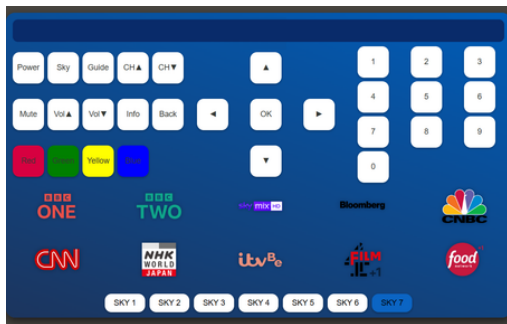 Power Sky Guide CH▲ CH▼ ▲ 1 2 3
Mute Vol▲ Vol▼ Info Back ◄ OK ► 4 5 6
7 8 9
Red Green Yellow Blue ▼ 0
BBC ONE
BBC TWO
mix HD
Bloomberg
CNBC
CNN
NHK WORLD JAPAN
itvBe
FILM +1
food network
SKY 1 SKY 2 SKY 3 SKY 4 SKY 5 SKY 6 SKY 7